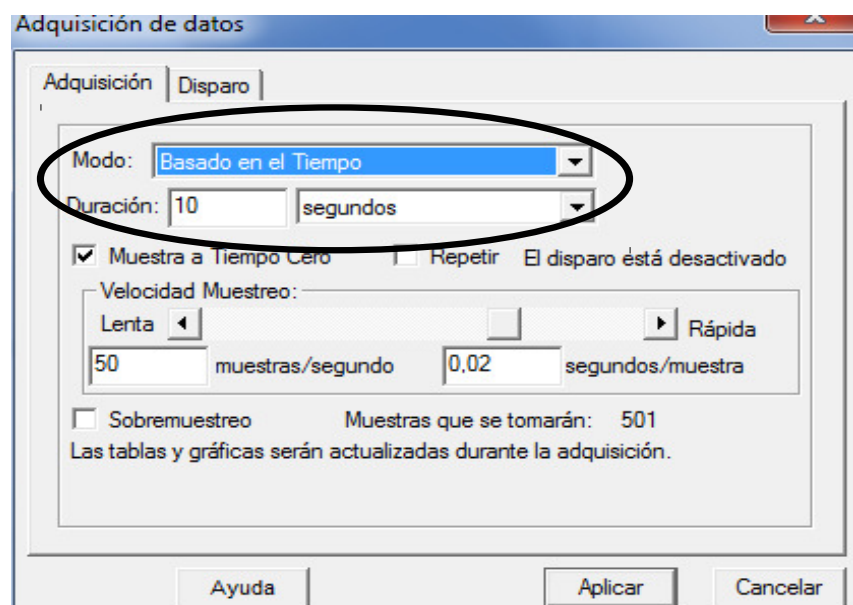 Adquisición de datos
Adquisición Disparo
Modo: Basado en el Tiempo
Duración: 10 segundos
Muestra a Tiempo Cero Repetir El disparo está desactivado
Velocidad Muestreo:
Lenta Rápida
50 muestras/segundo 0,02 segundos/muestra
Sobremuestreo Muestras que se tomarán: 501
Las tablas y gráficas serán actualizadas durante la adquisición.
Ayuda Aplicar Cancelar